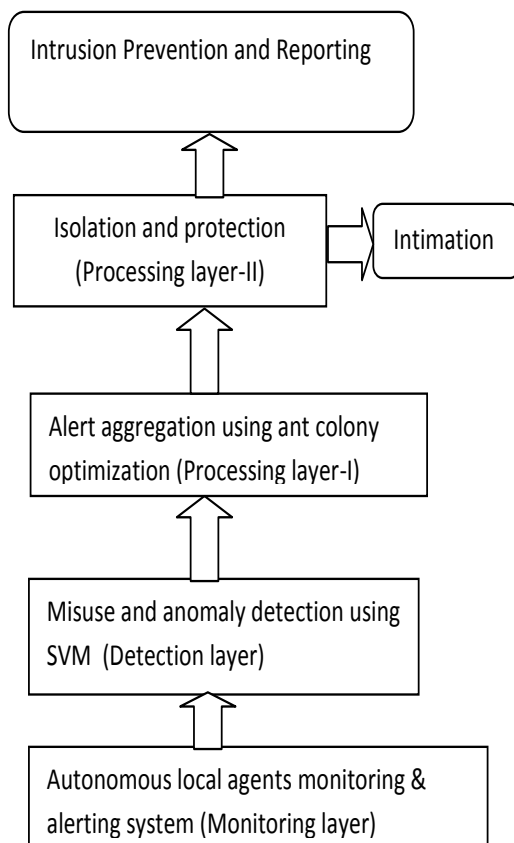 Intrusion Prevention and Reporting
Isolation and protection
(Processing layer-II)
Intimation
Alert aggregation using ant colony
optimization (Processing layer-I)
Misuse and anomaly detection using
SVM (Detection layer)
Autonomous local agents monitoring &
alerting system (Monitoring layer)